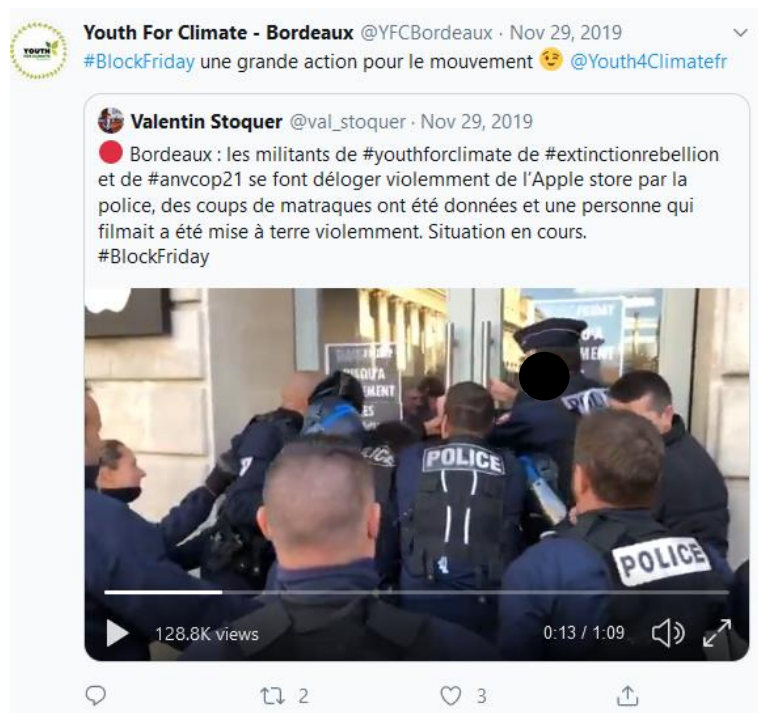 Youth For Climate - Bordeaux @YFCBordeaux · Nov 29, 2019
#BlockFriday une grande action pour le mouvement 😉 @Youth4Climatefr
YOUTH
Valentin Stoquer @val_stoquer · Nov 29, 2019
🔴 Bordeaux : les militants de #youthforclimate de #extinctionrebellion
et de #anvcop21 se font déloger violemment de l'Apple store par la
police, des coups de matraques ont été données et une personne qui
filmait a été mise à terre violemment. Situation en cours.
#BlockFriday
POLICE
POLICE
128.8K views
0:13 / 1:09
2
3